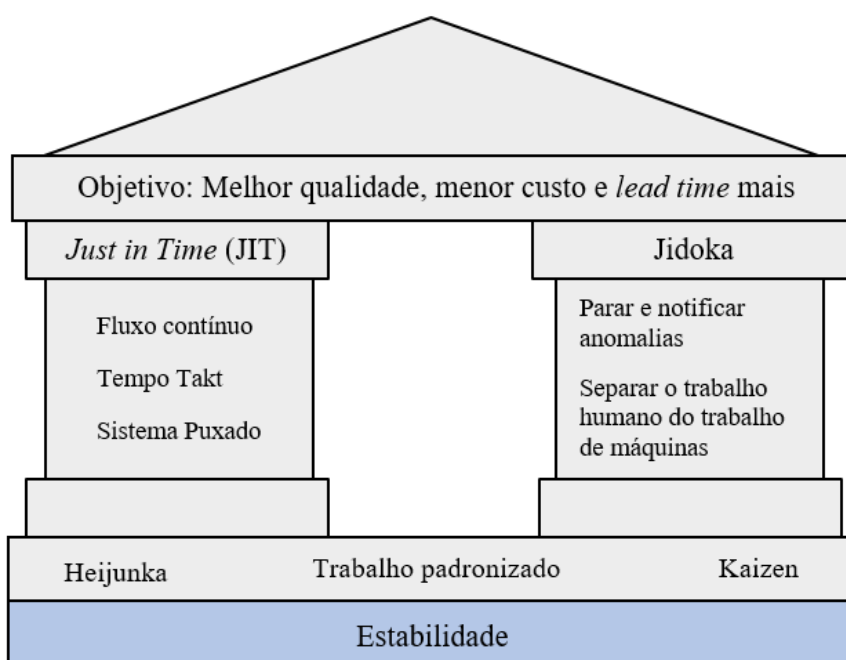 Objetivo: Melhor qualidade, menor custo e lead time mais
Just in Time (JIT)
Jidoka
Fluxo contínuo
Tempo Takt
Sistema Puxado
Parar e notificar
anomalias
Separar o trabalho
humano do trabalho
de máquinas
Heijunka
Trabalho padronizado
Kaizen
Estabilidade